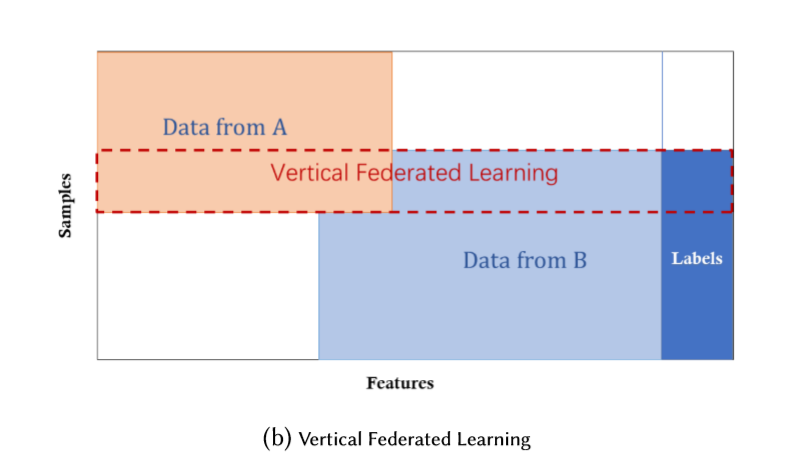 Data from A
Vertical Federated Learning
Samples
Data from B
Labels
Features
(b) Vertical Federated Learning